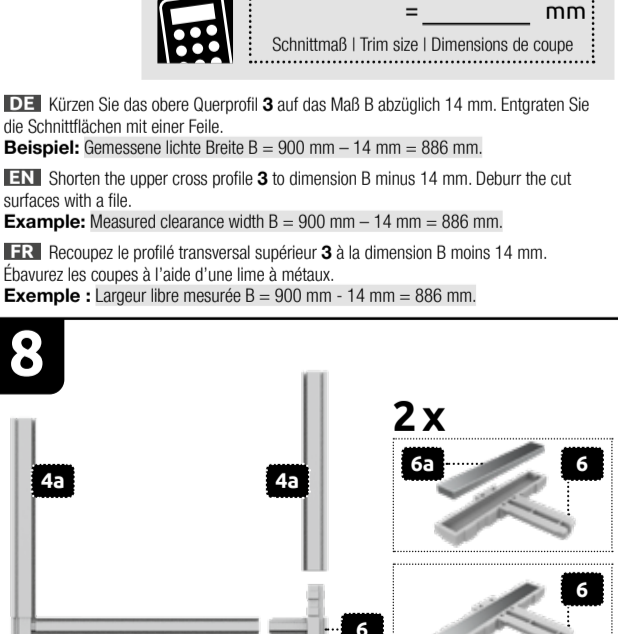 = __________ mm
Schnittmaß | Trim size | Dimensions de coupe
DE Kürzen Sie das obere Querprofil 3 auf das Maß B abzüglich 14 mm. Entgraten Sie
die Schnittflächen mit einer Feile.
Beispiel: Gemessene lichte Breite B = 900 mm – 14 mm = 886 mm.
EN Shorten the upper cross profile 3 to dimension B minus 14 mm. Deburr the cut
surfaces with a file.
Example: Measured clearance width B = 900 mm – 14 mm = 886 mm.
FR Recoupez le profilé transversal supérieur 3 à la dimension B moins 14 mm.
Ébavurez les coupes à l’aide d’une lime à métaux.
Exemple : Largeur libre mesurée B = 900 mm - 14 mm = 886 mm.
8
2 x
6a 6
4a 4a
6
6